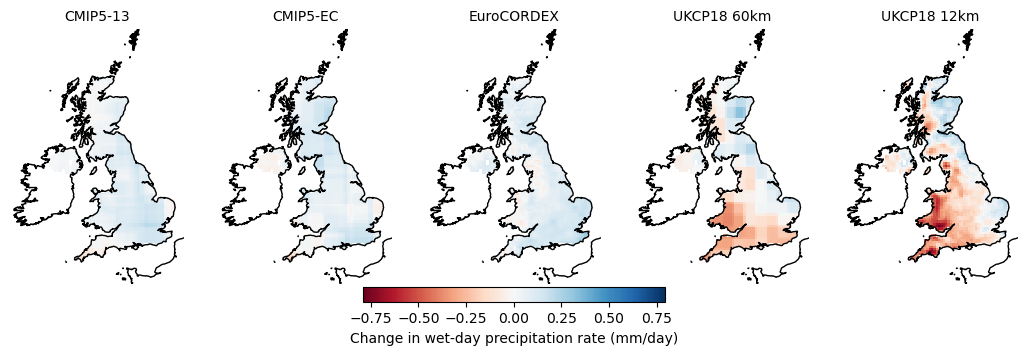 CMIP5-13
CMIP5-EC
EuroCORDEX
UKCP18 60km
UKCP18 12km
−0.75 −0.50 −0.25 0.00 0.25 0.50 0.75
Change in wet-day precipitation rate (mm/day)